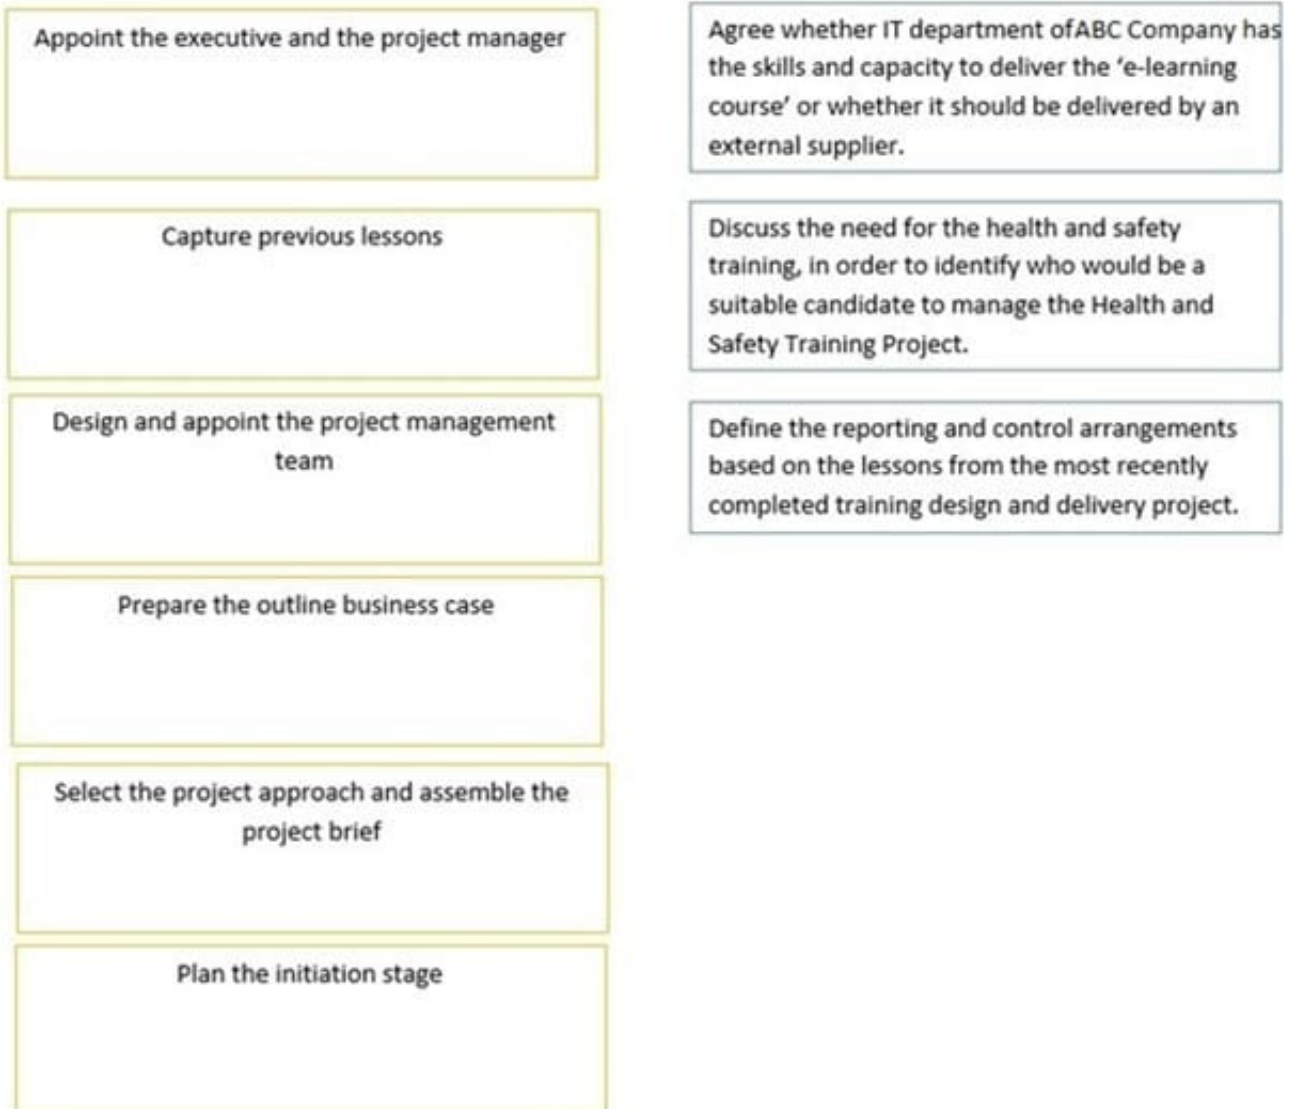 Appoint the executive and the project manager
Capture previous lessons
Design and appoint the project management
team
Prepare the outline business case
Select the project approach and assemble the
project brief
Plan the initiation stage
Agree whether IT department ofABC Company has
the skills and capacity to deliver the ‘e-learning
course’ or whether it should be delivered by an
external supplier.
Discuss the need for the health and safety
training, in order to identify who would be a
suitable candidate to manage the Health and
Safety Training Project.
Define the reporting and control arrangements
based on the lessons from the most recently
completed training design and delivery project.